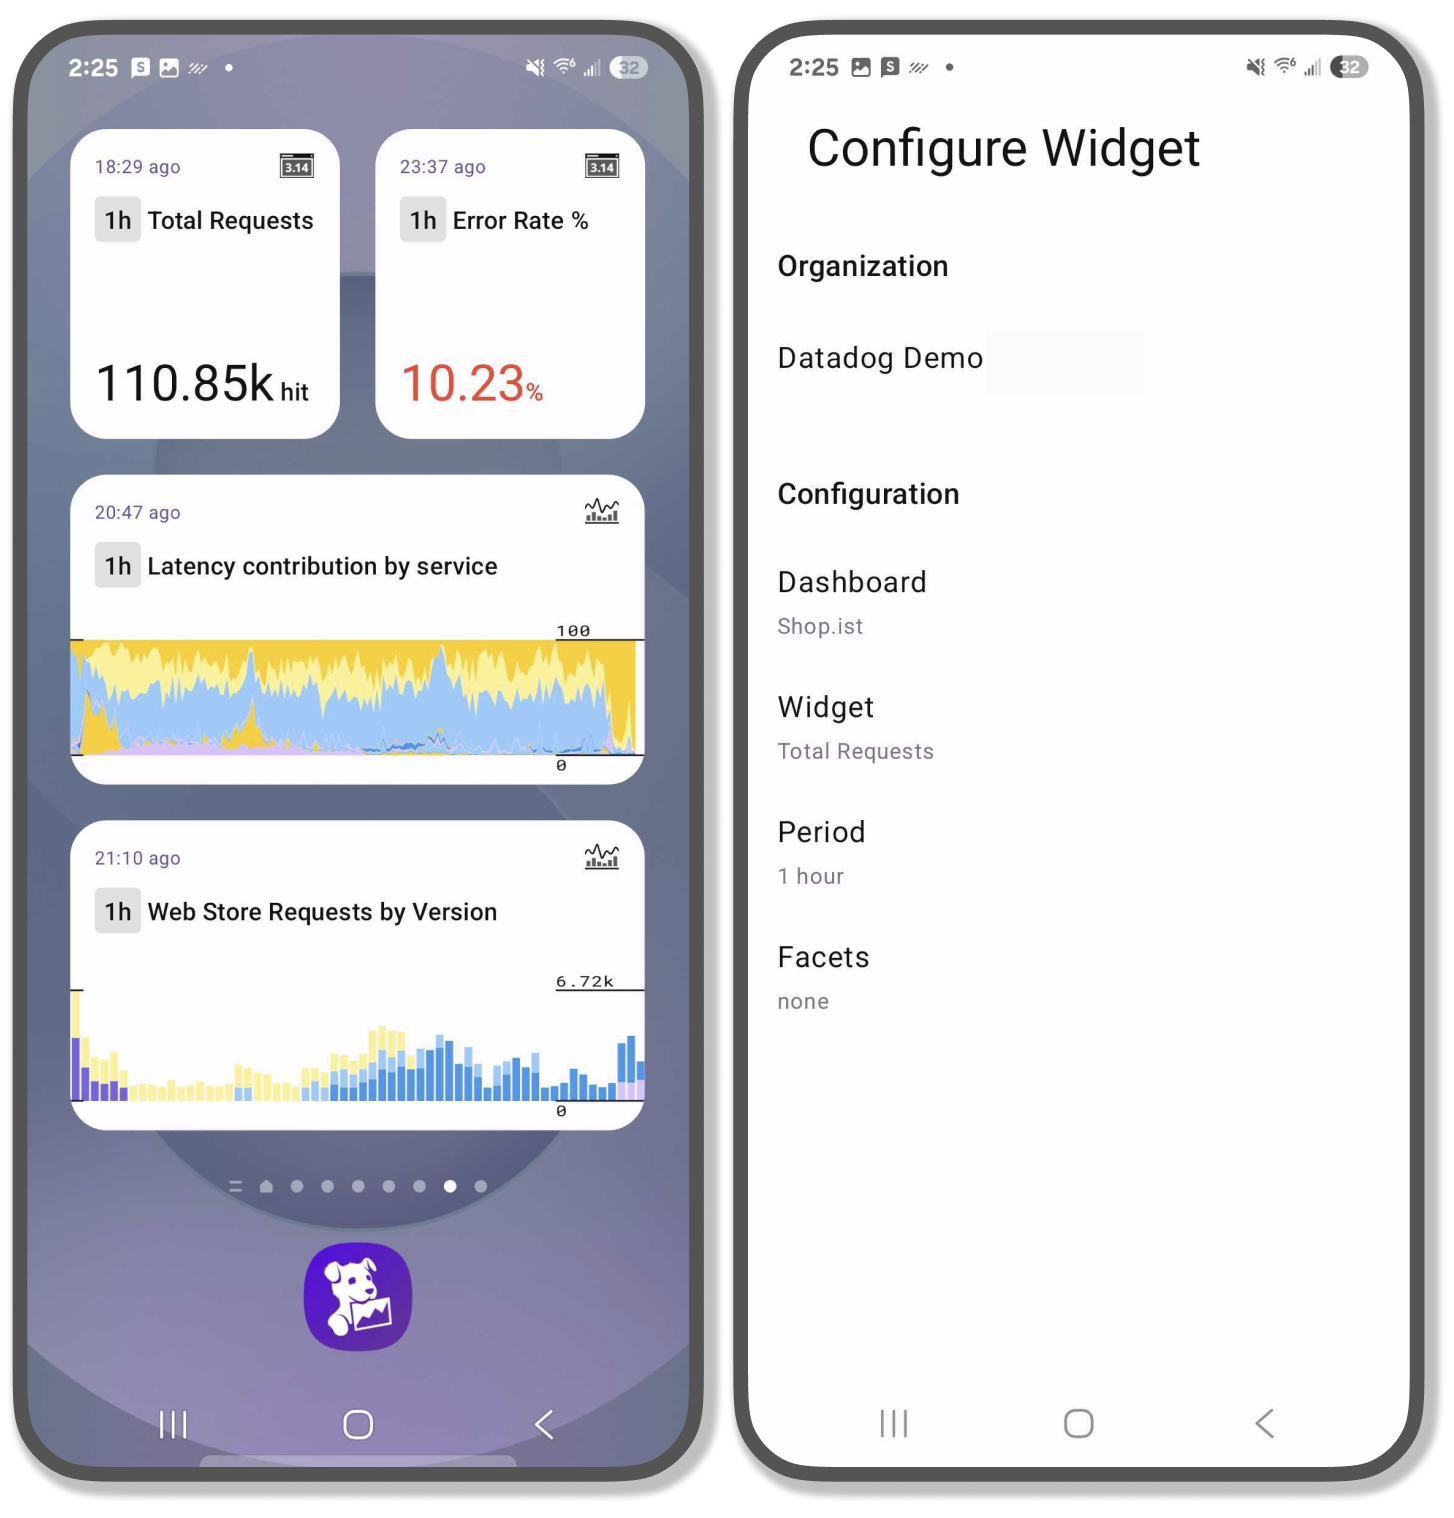 2:25
32
18:29 ago
3.14
1h Total Requests
110.85k hit
23:37 ago
3.14
1h Error Rate %
10.23%
20:47 ago
1h Latency contribution by service
100
0
21:10 ago
1h Web Store Requests by Version
6.72k
0
2:25
32
Configure Widget
Organization
Datadog Demo
Configuration
Dashboard
Shop.ist
Widget
Total Requests
Period
1 hour
Facets
none